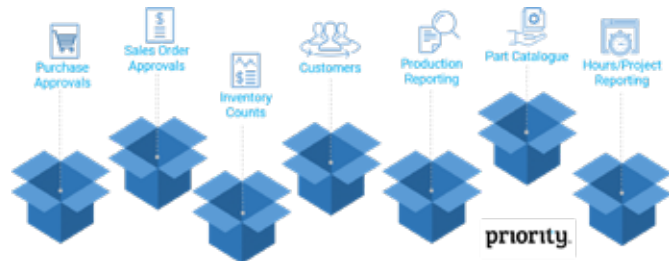 Purchase
Approvals
Sales Order
Approvals
Inventory
Counts
Customers
Production
Reporting
Part Catalogue
Hours/Project
Reporting
priority